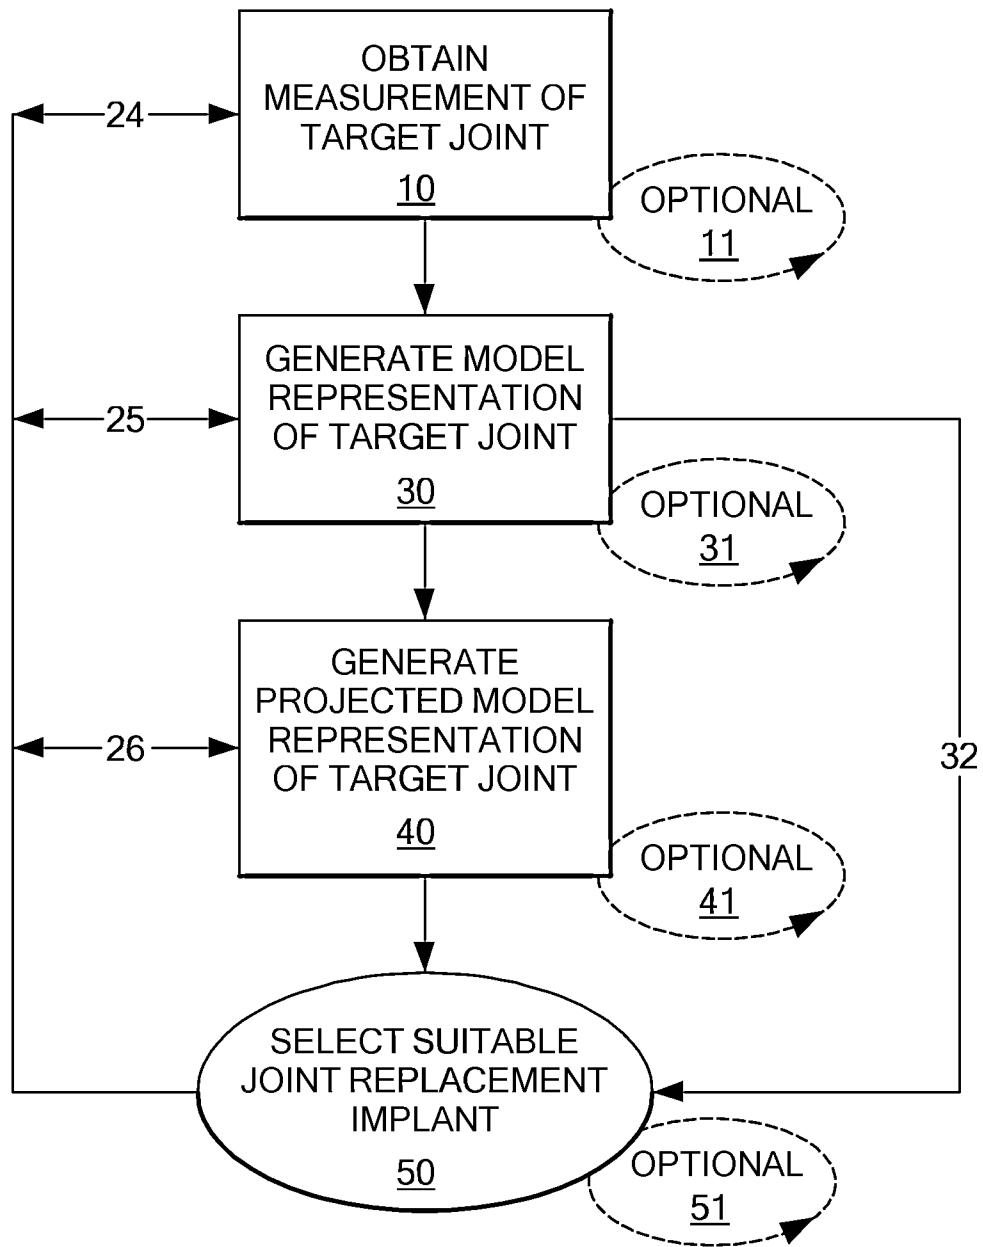 OBTAIN
MEASUREMENT OF
TARGET JOINT
10
24
OPTIONAL
11
GENERATE MODEL
REPRESENTATION
OF TARGET JOINT
30
25
OPTIONAL
31
GENERATE
PROJECTED MODEL
REPRESENTATION
OF TARGET JOINT
40
26
32
OPTIONAL
41
SELECT SUITABLE
JOINT REPLACEMENT
IMPLANT
50
OPTIONAL
51